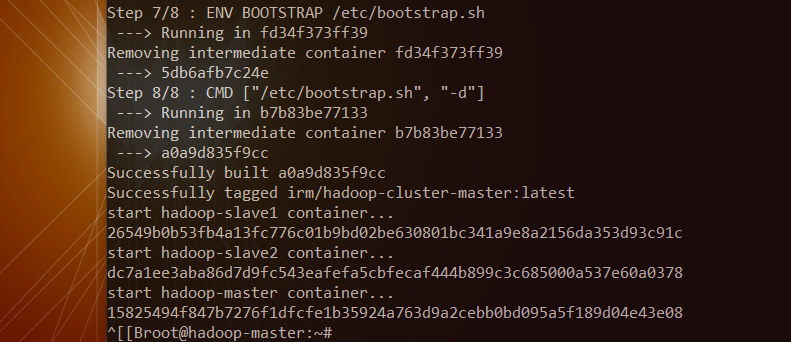 Step 7/8 : ENV BOOTSTRAP /etc/bootstrap.sh
---> Running in fd34f373ff39
Removing intermediate container fd34f373ff39
---> 5db6afb7c24e
Step 8/8 : CMD ["/etc/bootstrap.sh", "-d"]
---> Running in b7b83be77133
Removing intermediate container b7b83be77133
---> a0a9d835f9cc
Successfully built a0a9d835f9cc
Successfully tagged irm/hadoop-cluster-master:latest
start hadoop-slave1 container...
26549b0b53fb4a13fc776c01b9bd02be630801bc341a9e8a2156da353d93c91c
start hadoop-slave2 container...
dc7a1ee3aba86d7d9fc543eafefa5cbfecaf444b899c3c685000a537e60a0378
start hadoop-master container...
15825494f847b7276f1dfcfe1b35924a763d9a2cebb0bd095a5f189d04e43e08
^[[Broot@hadoop-master:~#